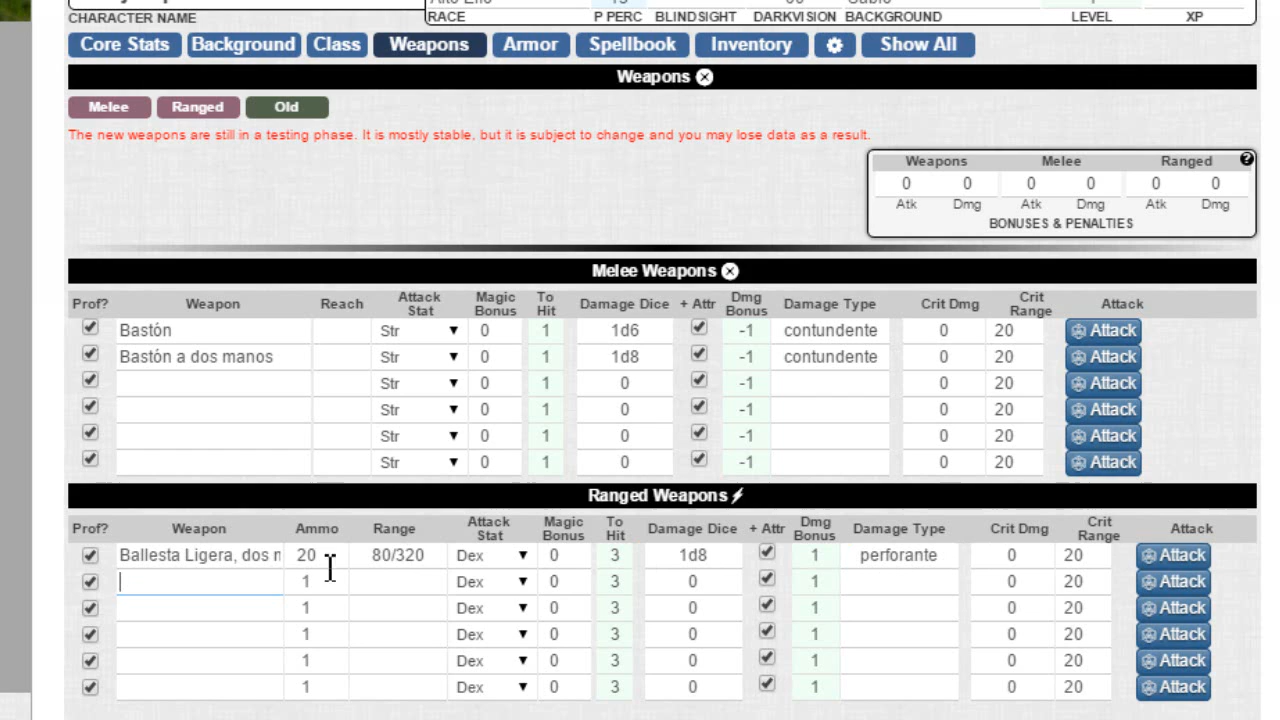 CHARACTER NAME
RACE P PERC BLINDSIGHT DARKVISION BACKGROUND LEVEL XP
Core Stats Background Class Weapons Armor Spellbook Inventory Show All
Weapons
Melee Ranged Old
The new weapons are still in a testing phase. It is mostly stable, but it is subject to change and you may lose data as a result.
Weapons Melee Ranged ?
0 0 0 0 0 0
Atk Dmg Atk Dmg Atk Dmg
BONUSES & PENALTIES
Melee Weapons
Prof? Weapon Reach Attack Stat Magic Bonus To Hit Damage Dice + Attr Dmg Bonus Damage Type Crit Dmg Crit Range Attack
Bastón Str 0 1 1d6 -1 contundente 0 20 Attack
Bastón a dos manos Str 0 1 1d8 -1 contundente 0 20 Attack
Str 0 1 0 -1 0 20 Attack
Str 0 1 0 -1 0 20 Attack
Str 0 1 0 -1 0 20 Attack
Str 0 1 0 -1 0 20 Attack
Ranged Weapons
Prof? Weapon Ammo Range Attack Stat Magic Bonus To Hit Damage Dice + Attr Dmg Bonus Damage Type Crit Dmg Crit Range Attack
Ballesta Ligera, dos 20 80/320 Dex 0 3 1d8 1 perforante 0 20 Attack
1 Dex 0 3 0 1 0 20 Attack
1 Dex 0 3 0 1 0 20 Attack
1 Dex 0 3 0 1 0 20 Attack
1 Dex 0 3 0 1 0 20 Attack
1 Dex 0 3 0 1 0 20 Attack